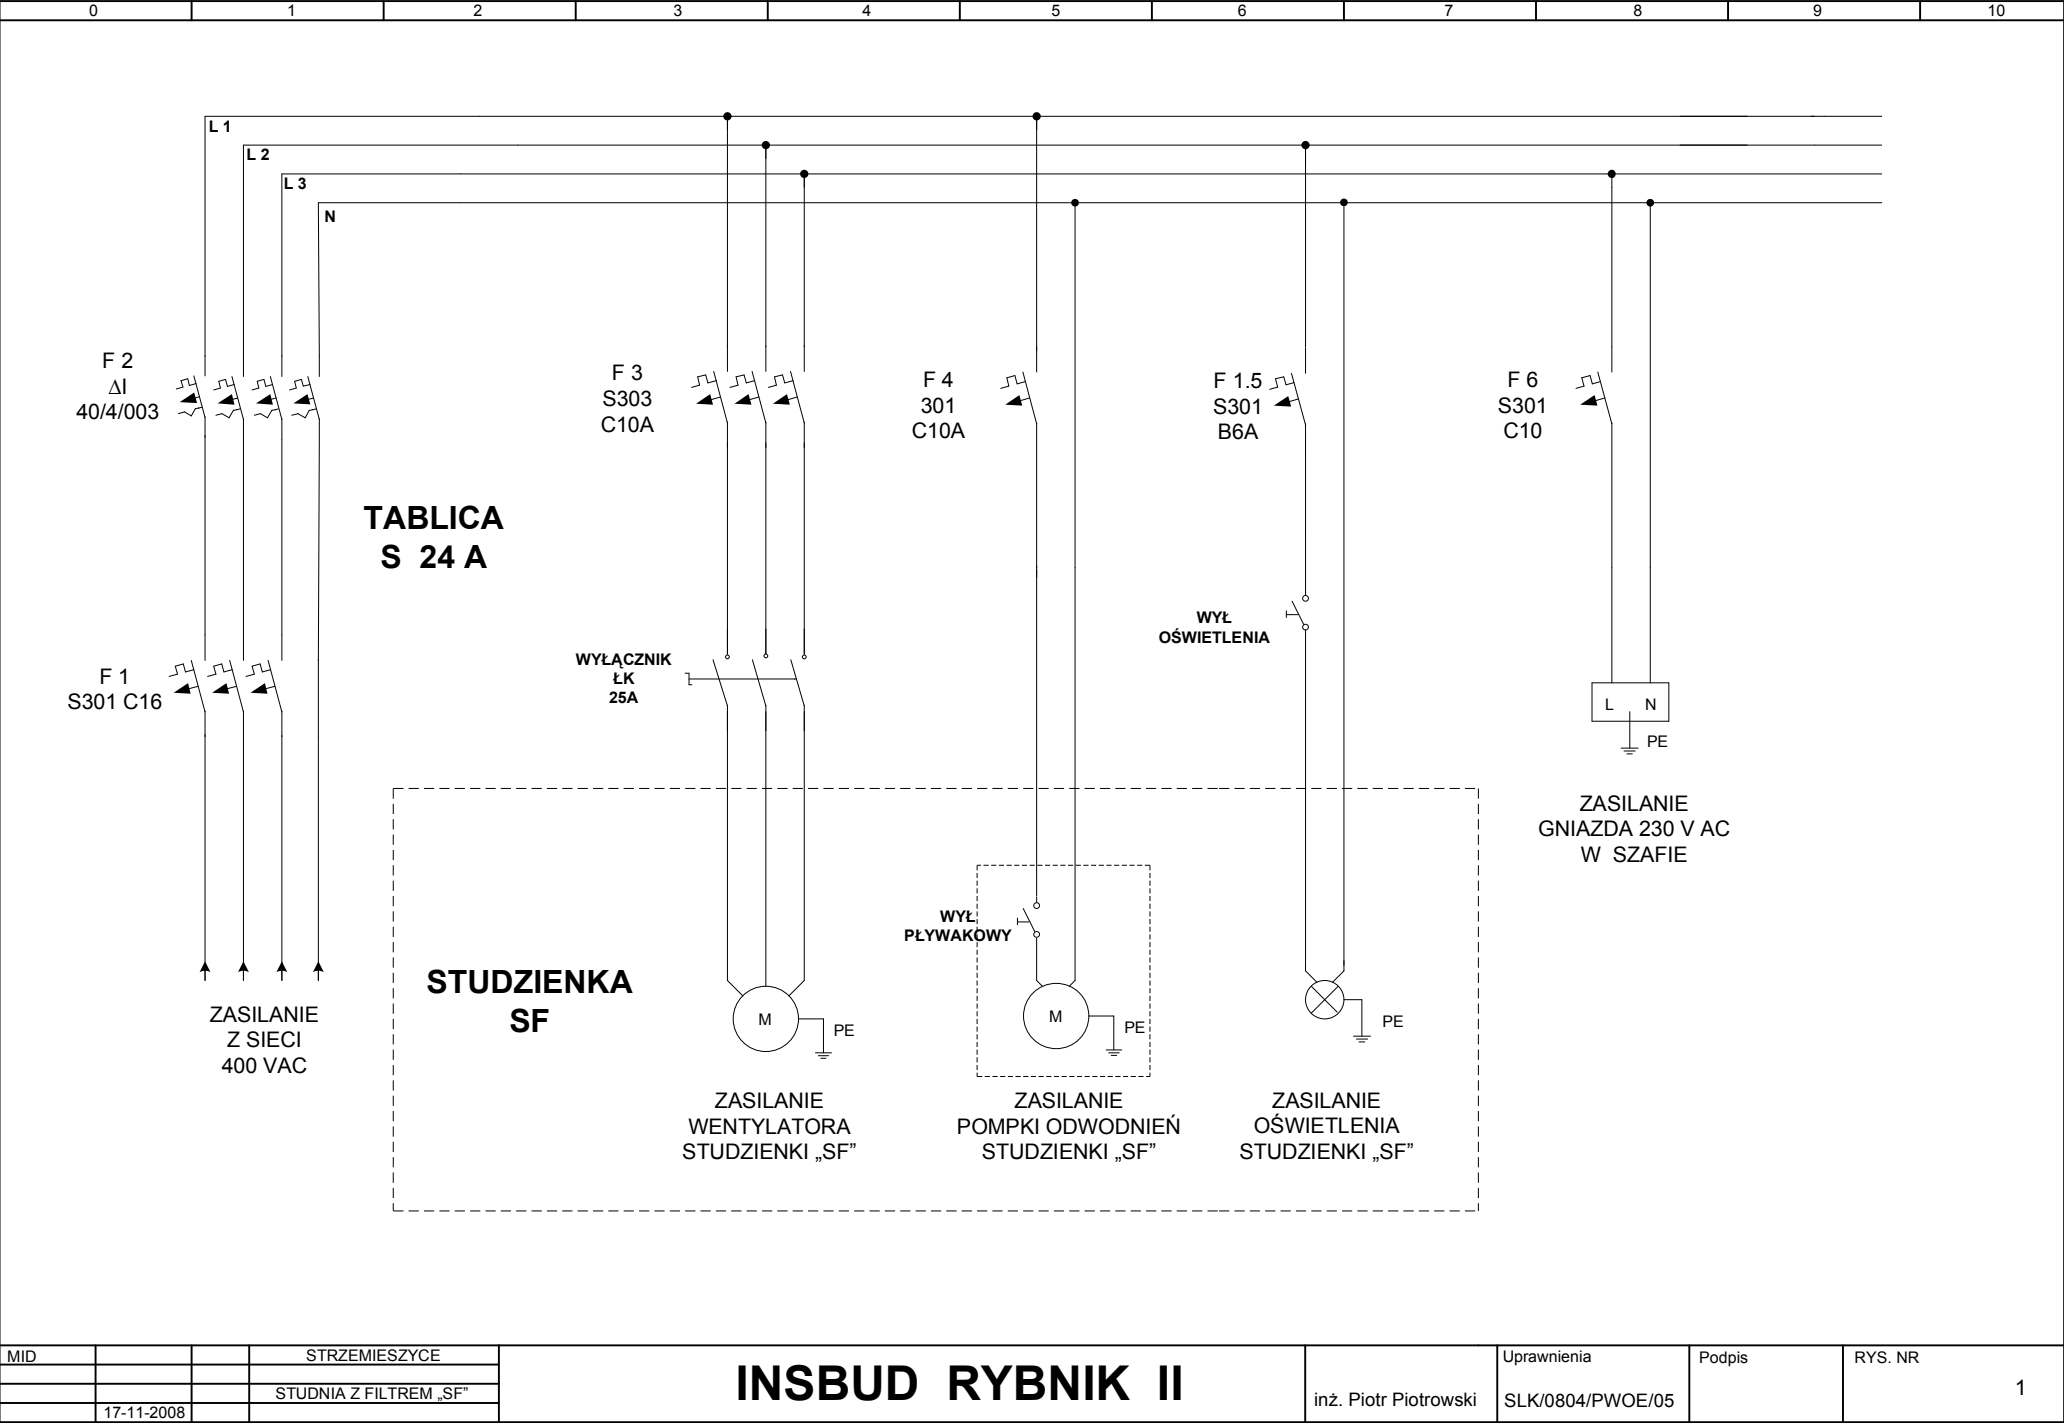 0 1 2 3 4 5 6 7 8 9 10
L 1
L 2
L 3
N
F 2
ΔI
40/4/003
F 3
S303
C10A
F 4
301
C10A
F 1.5
S301
B6A
F 6
S301
C10
TABLICA
S 24 A
WYŁ
OŚWIETLENIA
F 1
S301 C16
WYŁĄCZNIK
ŁK
25A
L N
PE
ZASILANIE
GNIAZDA 230 V AC
W SZAFIE
WYŁ
PŁYWAKOWY
STUDZIENKA
SF
ZASILANIE
Z SIECI
400 VAC
M
PE
M
PE
PE
ZASILANIE
WENTYLATORA
STUDZIENKI „SF”
ZASILANIE
POMPKI ODWODNIEŃ
STUDZIENKI „SF”
ZASILANIE
OŚWIETLENIA
STUDZIENKI „SF”
MID
STRZEMIESZYCE
STUDNIA Z FILTREM „SF”
17-11-2008
INSBUD RYBNIK II
inż. Piotr Piotrowski
Uprawnienia
SLK/0804/PWOE/05
Podpis
RYS. NR
1